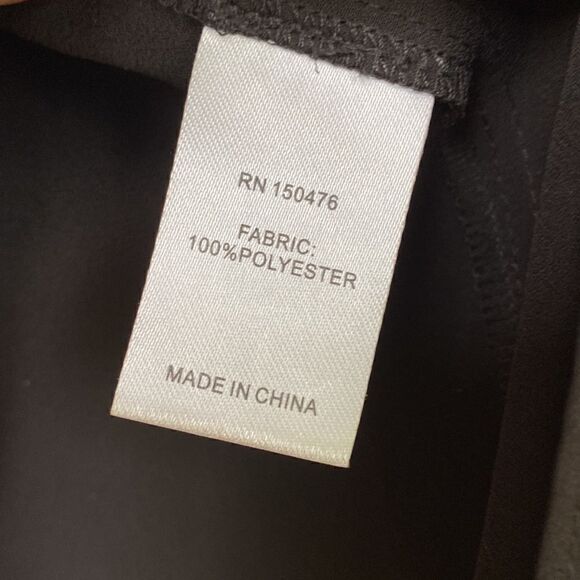 RN 150476
FABRIC:
100%POLYESTER
MADE IN CHINA